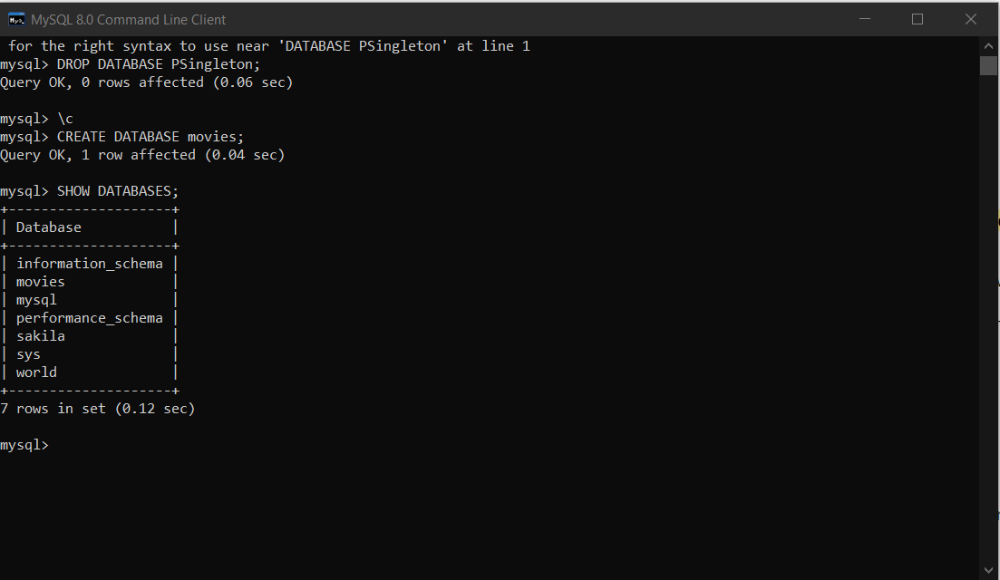 MySQL 8.0 Command Line Client
 for the right syntax to use near 'DATABASE PSingleton' at line 1
mysql> DROP DATABASE PSingleton;
Query OK, 0 rows affected (0.06 sec)
mysql> \c
mysql> CREATE DATABASE movies;
Query OK, 1 row affected (0.04 sec)
mysql> SHOW DATABASES;
+--------------------+
| Database           |
+--------------------+
| information_schema |
| movies             |
| mysql              |
| performance_schema |
| sakila             |
| sys                |
| world              |
+--------------------+
7 rows in set (0.12 sec)
mysql>